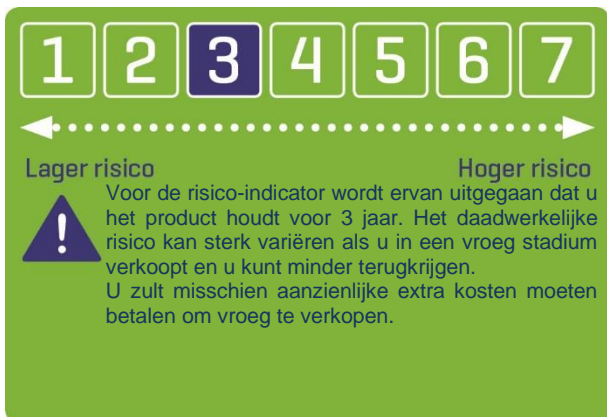 1 2 3 4 5 6 7
Lager risico Hoger risico
Voor de risico-indicator wordt ervan uitgegaan dat u
het product houdt voor 3 jaar. Het daadwerkelijke
risico kan sterk variëren als u in een vroeg stadium
verkoopt en u kunt minder terugkrijgen.
U zult misschien aanzienlijke extra kosten moeten
betalen om vroeg te verkopen.